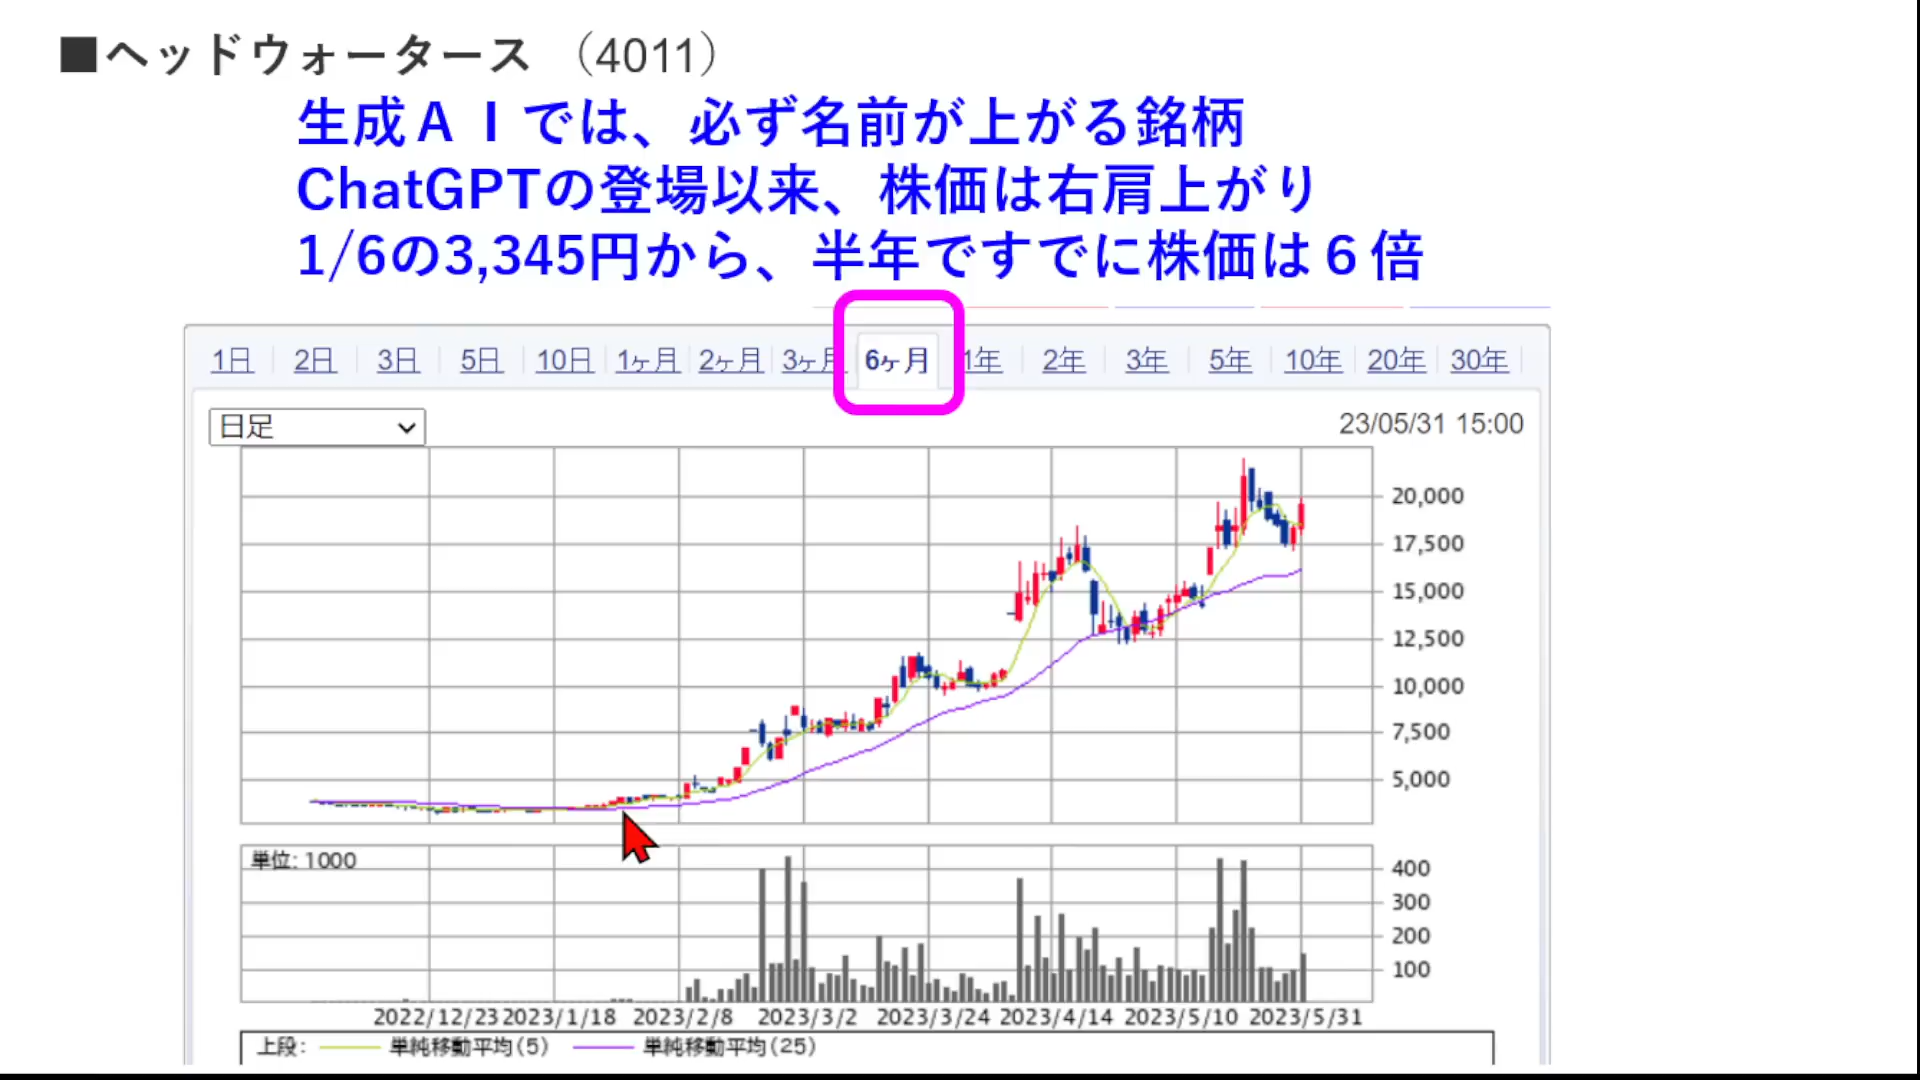 ■ヘッドウォータース （4011）
生成ＡＩでは、必ず名前が上がる銘柄
ChatGPTの登場以来、株価は右肩上がり
1/6の3,345円から、半年ですでに株価は６倍
1日 2日 3日 5日 10日 1ヶ月 2ヶ月 3ヶ月 6ヶ月 1年 2年 3年 5年 10年 20年 30年
日足
23/05/31 15:00
20,000
17,500
15,000
12,500
10,000
7,500
5,000
単位: 1000
400
300
200
100
2022/12/23 2023/1/18 2023/2/8 2023/3/2 2023/3/24 2023/4/14 2023/5/10 2023/5/31
上段: 単純移動平均(5) 単純移動平均(25)